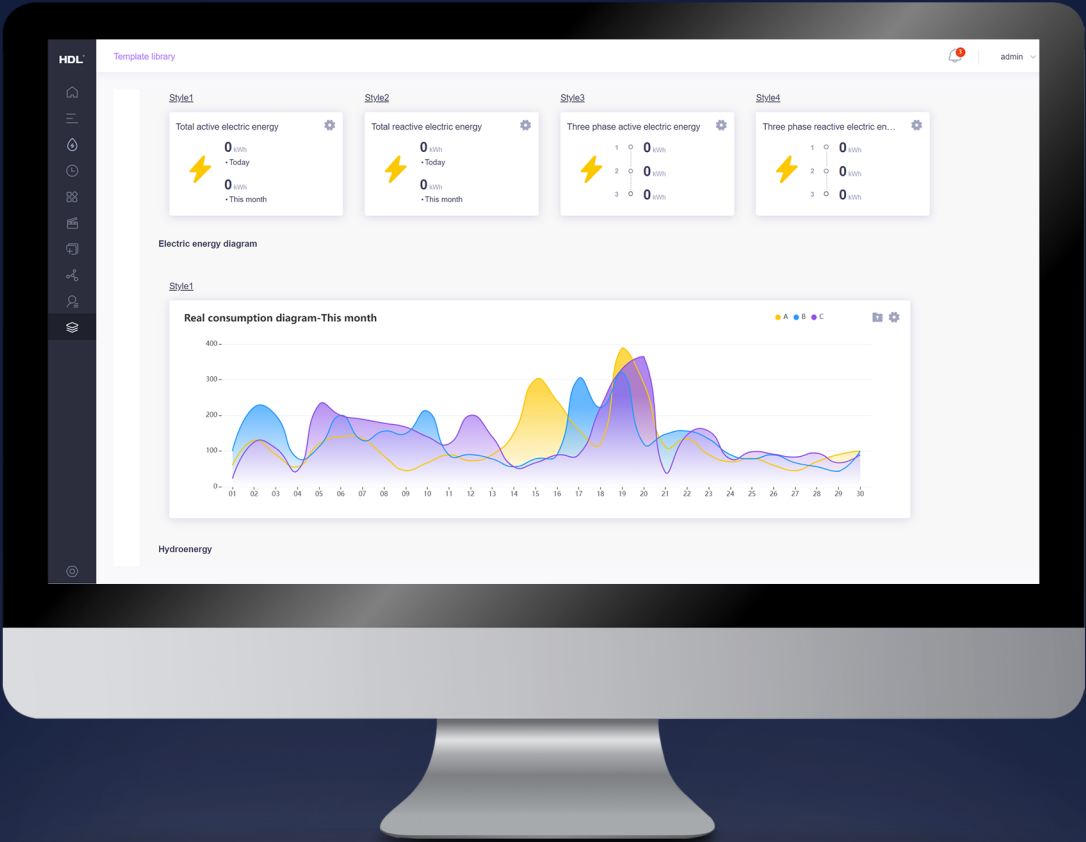 HDL
Template library
3
admin
Style1
Style2
Style3
Style4
Total active electric energy
0 kWh
• Today
0 kWh
• This month
Total reactive electric energy
0 kWh
• Today
0 kWh
• This month
Three phase active electric energy
1 0 kWh
2 0 kWh
3 0 kWh
Three phase reactive electric en...
1 0 kWh
2 0 kWh
3 0 kWh
Electric energy diagram
Style1
Real consumption diagram-This month
A B C
400
300
200
100
0
01 02 03 04 05 06 07 08 09 10 11 12 13 14 15 16 17 18 19 20 21 22 23 24 25 26 27 28 29 30
Hydroenergy